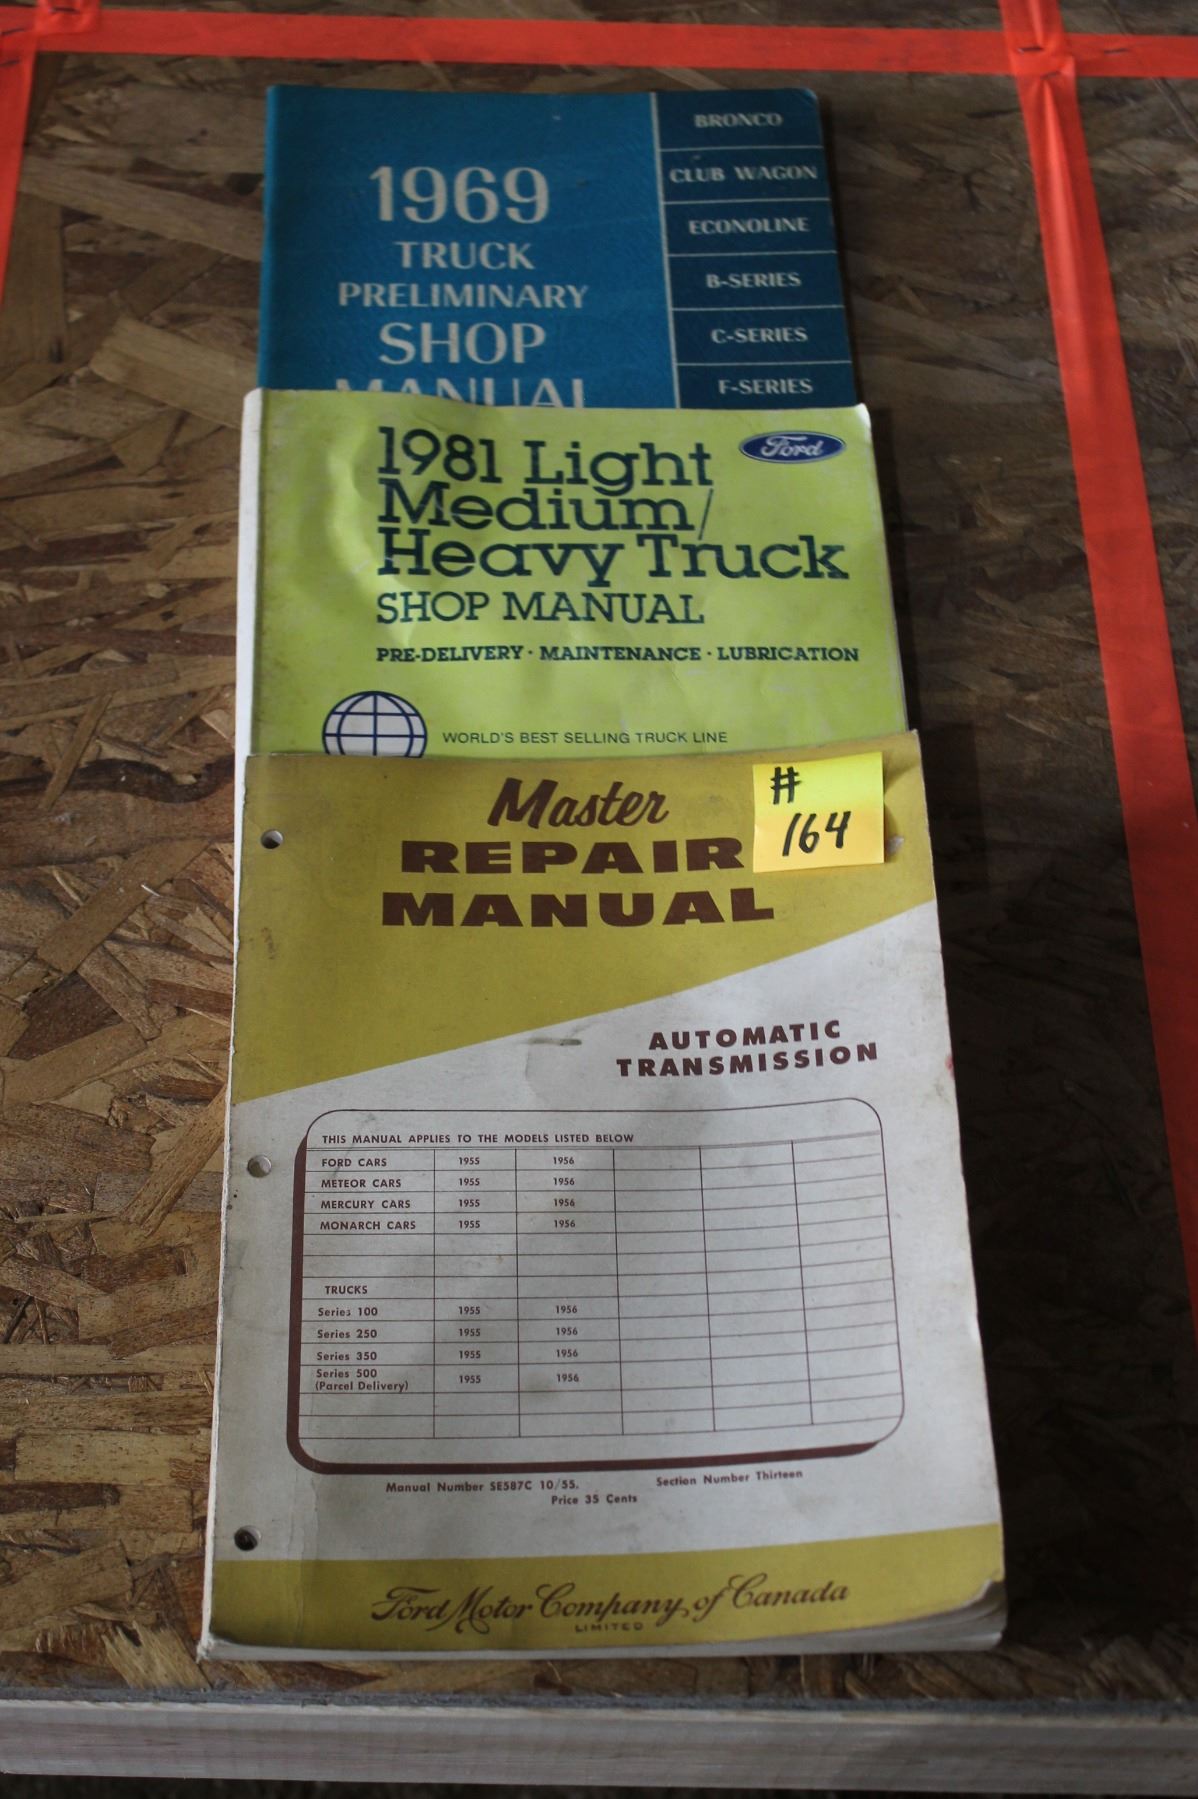 1969
TRUCK
PRELIMINARY
SHOP
MANUAL
BRONCO
CLUB WAGON
ECONOLINE
B-SERIES
C-SERIES
F-SERIES
1981 Light
Medium/
Heavy Truck
SHOP MANUAL
PRE-DELIVERY · MAINTENANCE · LUBRICATION
Ford
WORLD'S BEST SELLING TRUCK LINE
Master
REPAIR
MANUAL
#
164
AUTOMATIC
TRANSMISSION
THIS MANUAL APPLIES TO THE MODELS LISTED BELOW
FORD CARS 1955 1956
METEOR CARS 1955 1956
MERCURY CARS 1955 1956
MONARCH CARS 1955 1956
TRUCKS
Series 100 1955 1956
Series 250 1955 1956
Series 350 1955 1956
Series 500
(Parcel Delivery) 1955 1956
Manual Number SE587C 10/55. Section Number Thirteen
Price 35 Cents
Ford Motor Company of Canada
LIMITED